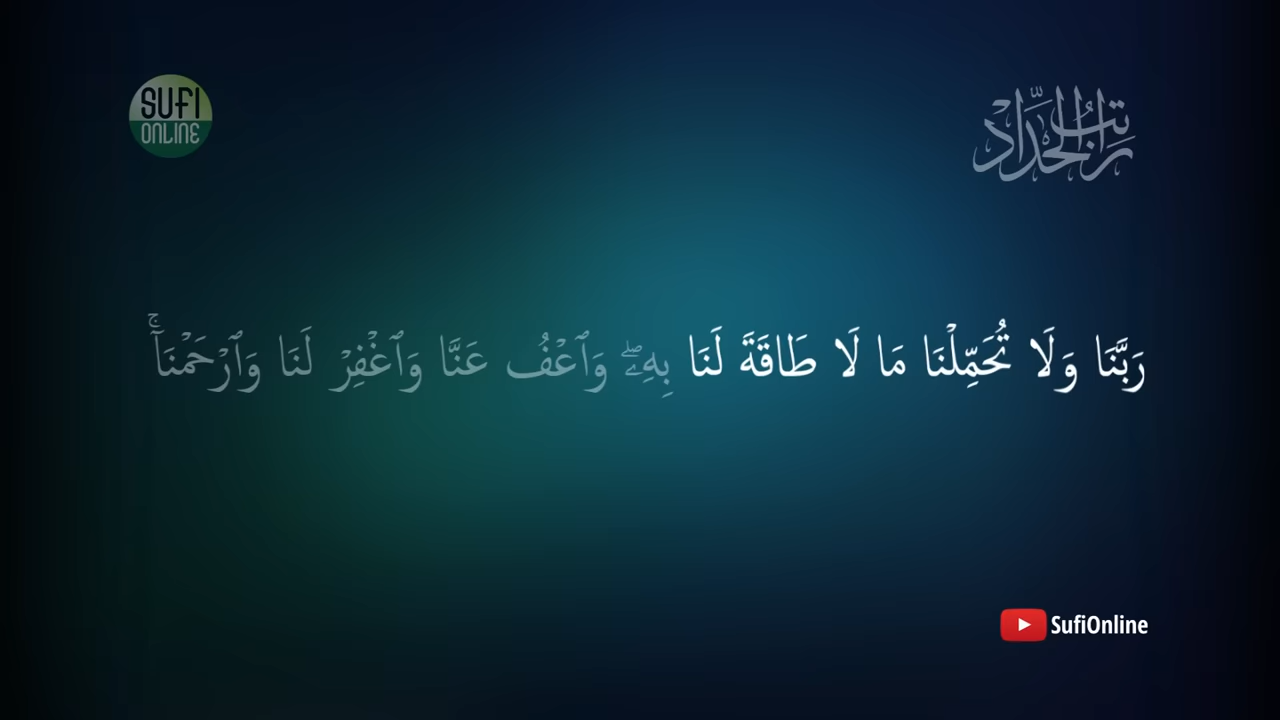 SUFI
ONLINE
راتب الحداد
رَبَّنَا وَلَا تُحَمِّلْنَا مَا لَا طَاقَةَ لَنَا بِهِۦۖ وَٱعْفُ عَنَّا وَٱغْفِرْ لَنَا وَٱرْحَمْنَآۚ
SufiOnline